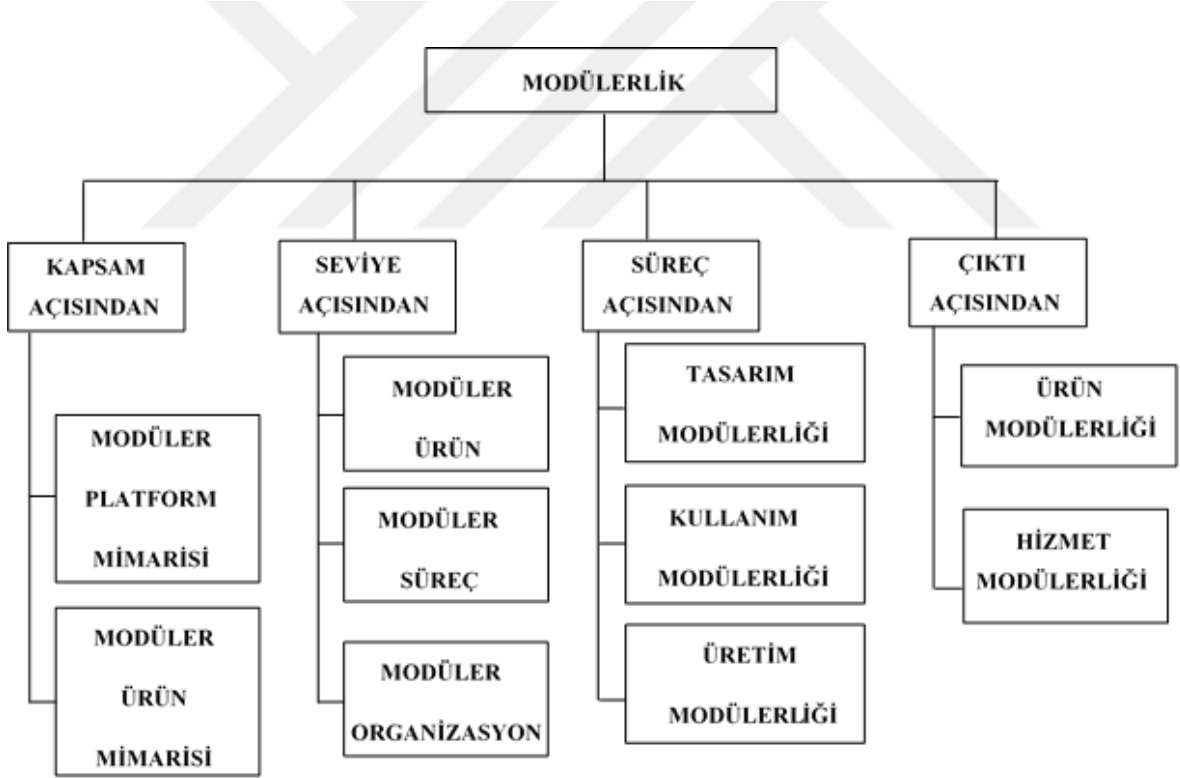 MODÜLERLİK
KAPSAM
AÇISINDAN
MODÜLER
PLATFORM
MİMARİSİ
MODÜLER
ÜRÜN
MİMARİSİ
SEVİYE
AÇISINDAN
MODÜLER
ÜRÜN
MODÜLER
SÜREÇ
MODÜLER
ORGANİZASYON
SÜREÇ
AÇISINDAN
TASARIM
MODÜLERLİĞİ
KULLANIM
MODÜLERLİĞİ
ÜRETİM
MODÜLERLİĞİ
ÇIKTI
AÇISINDAN
ÜRÜN
MODÜLERLİĞİ
HİZMET
MODÜLERLİĞİ